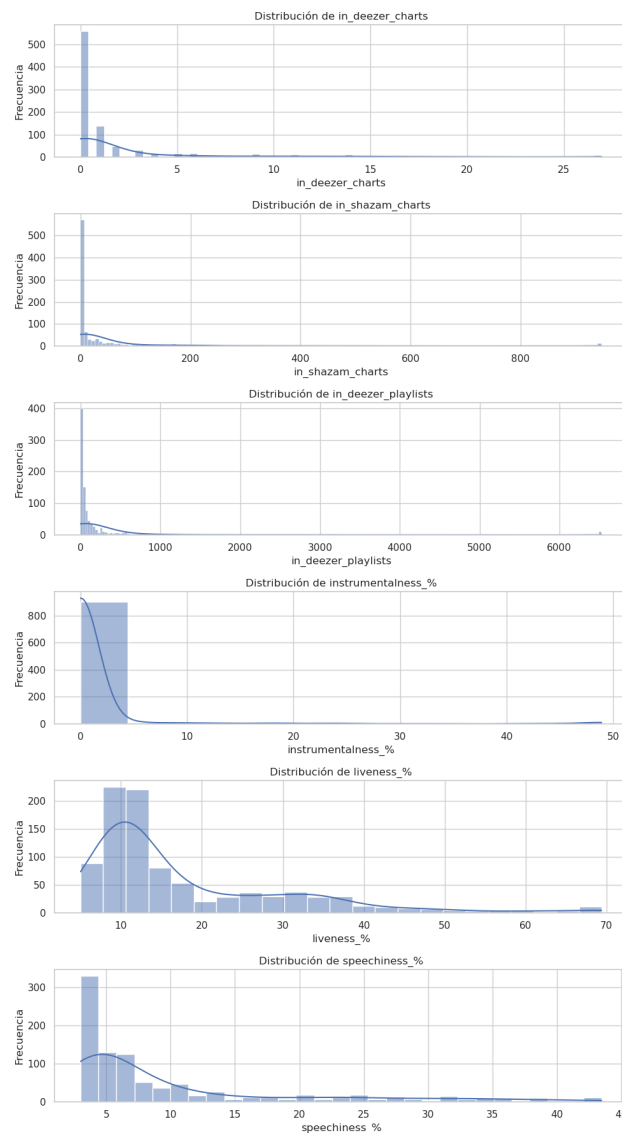 Distribución de in_deezer_charts
500
400
300
200
100
0
Frecuencia
0 5 10 15 20 25
in_deezer_charts
Distribución de in_shazam_charts
500
400
300
200
100
0
Frecuencia
0 200 400 600 800
in_shazam_charts
Distribución de in_deezer_playlists
400
300
200
100
0
Frecuencia
0 1000 2000 3000 4000 5000 6000
in_deezer_playlists
Distribución de instrumentalness_%
800
600
400
200
0
Frecuencia
0 10 20 30 40 50
instrumentalness_%
Distribución de liveness_%
200
150
100
50
0
Frecuencia
10 20 30 40 50 60 70
liveness_%
Distribución de speechiness_%
300
200
100
0
Frecuencia
5 10 15 20 25 30 35 40 4
speechiness_%